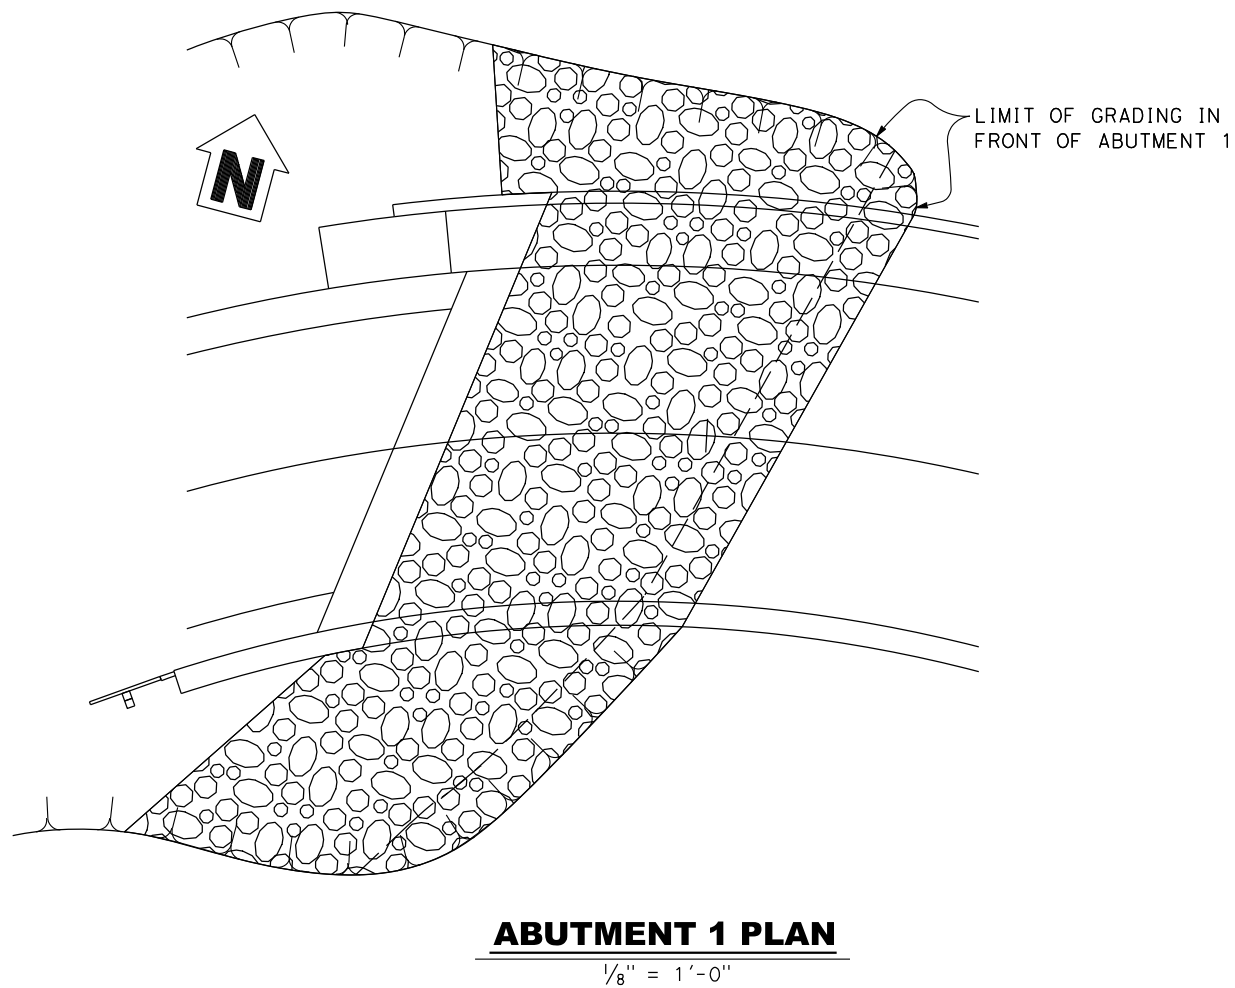 N
LIMIT OF GRADING IN
FRONT OF ABUTMENT 1
ABUTMENT 1 PLAN
⅛" = 1'-0"